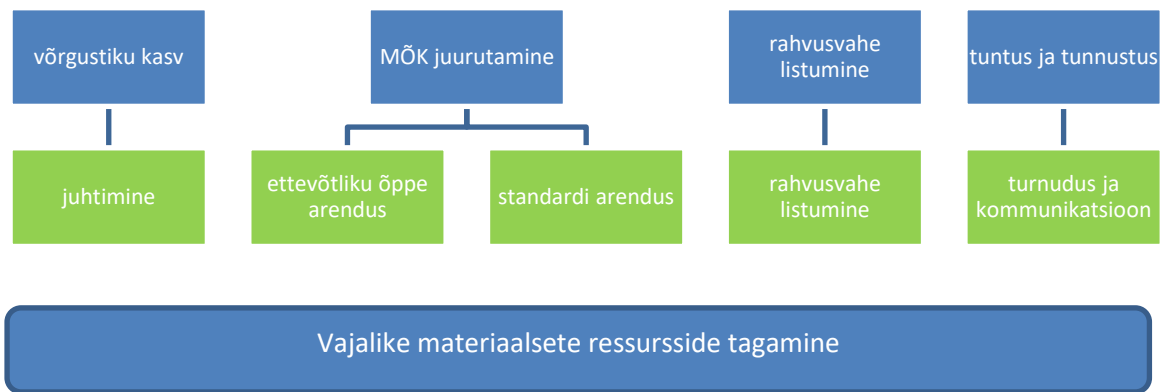 võrgustiku kasv
MÕK juurutamine
rahvusvahe
listumine
tuntus ja tunnustus
juhtimine
ettevõtliku õppe
arendus
standardi arendus
rahvusvahe
listumine
turnudus ja
kommunikatsioon
Vajalike materiaalsete ressursside tagamine